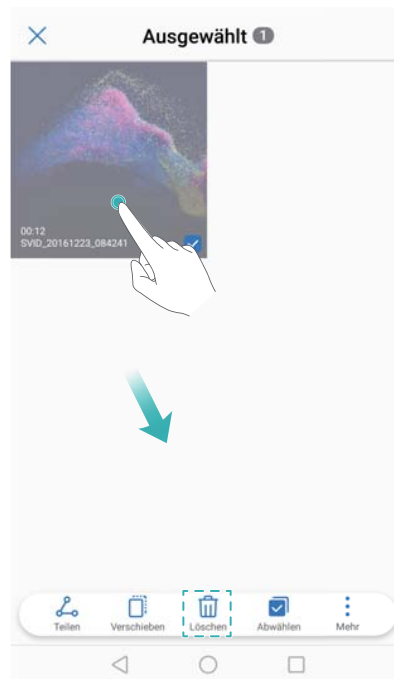 Ausgewählt 1
00:12
SVID_20161223_084241
Teilen Verschieben Löschen Abwählen Mehr